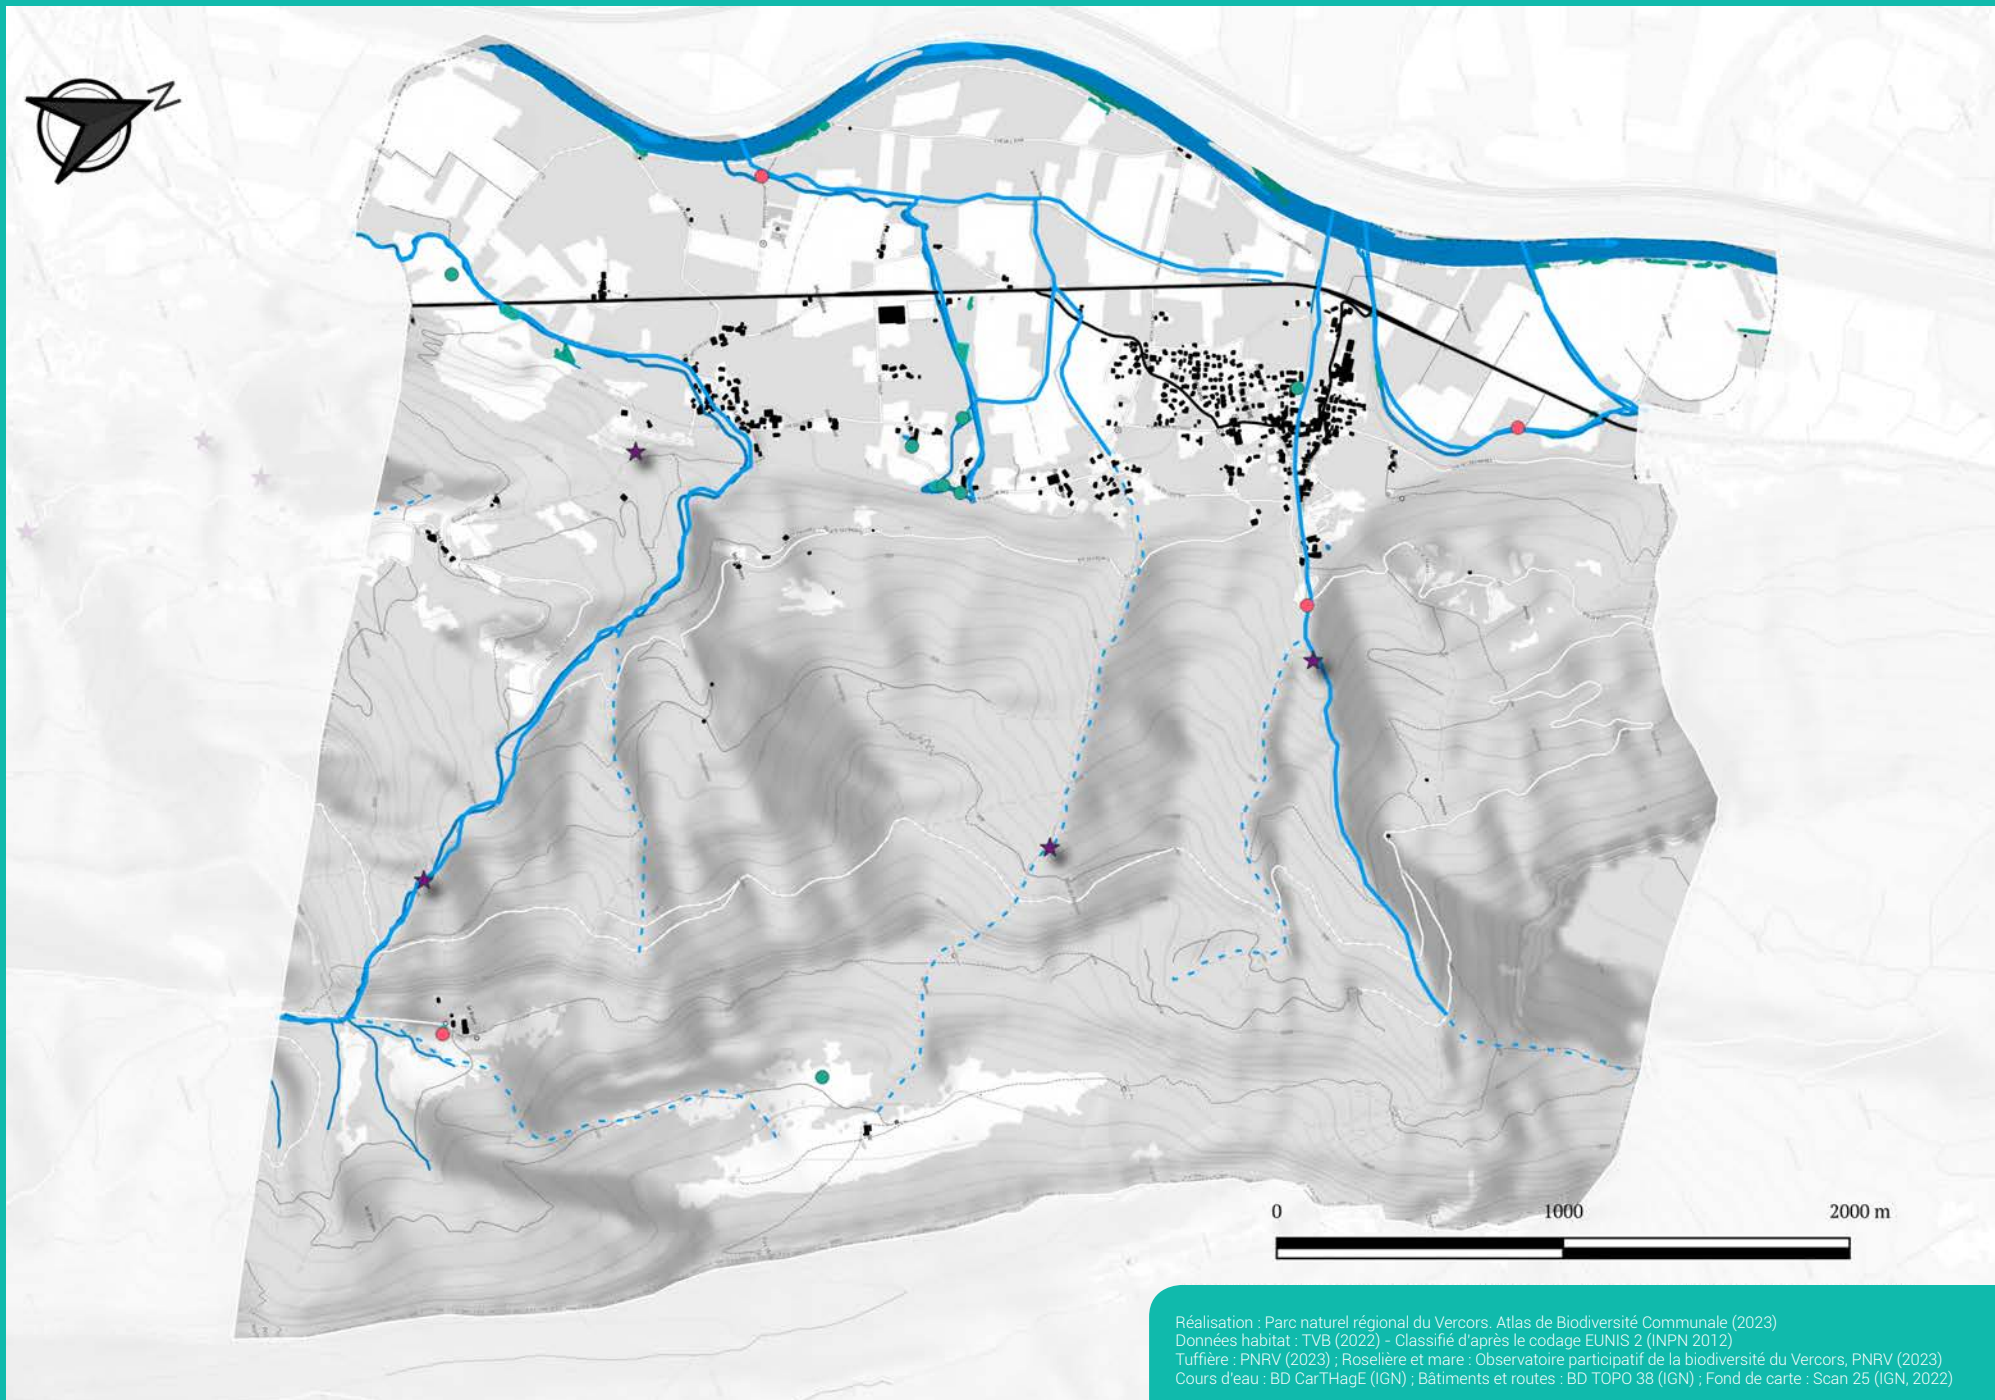 N
0 1000 2000 m
Réalisation : Parc naturel régional du Vercors. Atlas de Biodiversité Communale (2023)
Données habitat : TVB (2022) - Classifié d'après le codage EUNIS 2 (INPN 2012)
Tuffière : PNRV (2023) ; Roselière et mare : Observatoire participatif de la biodiversité du Vercors, PNRV (2023)
Cours d'eau : BD CarTHagE (IGN) ; Bâtiments et routes : BD TOPO 38 (IGN) ; Fond de carte : Scan 25 (IGN, 2022)